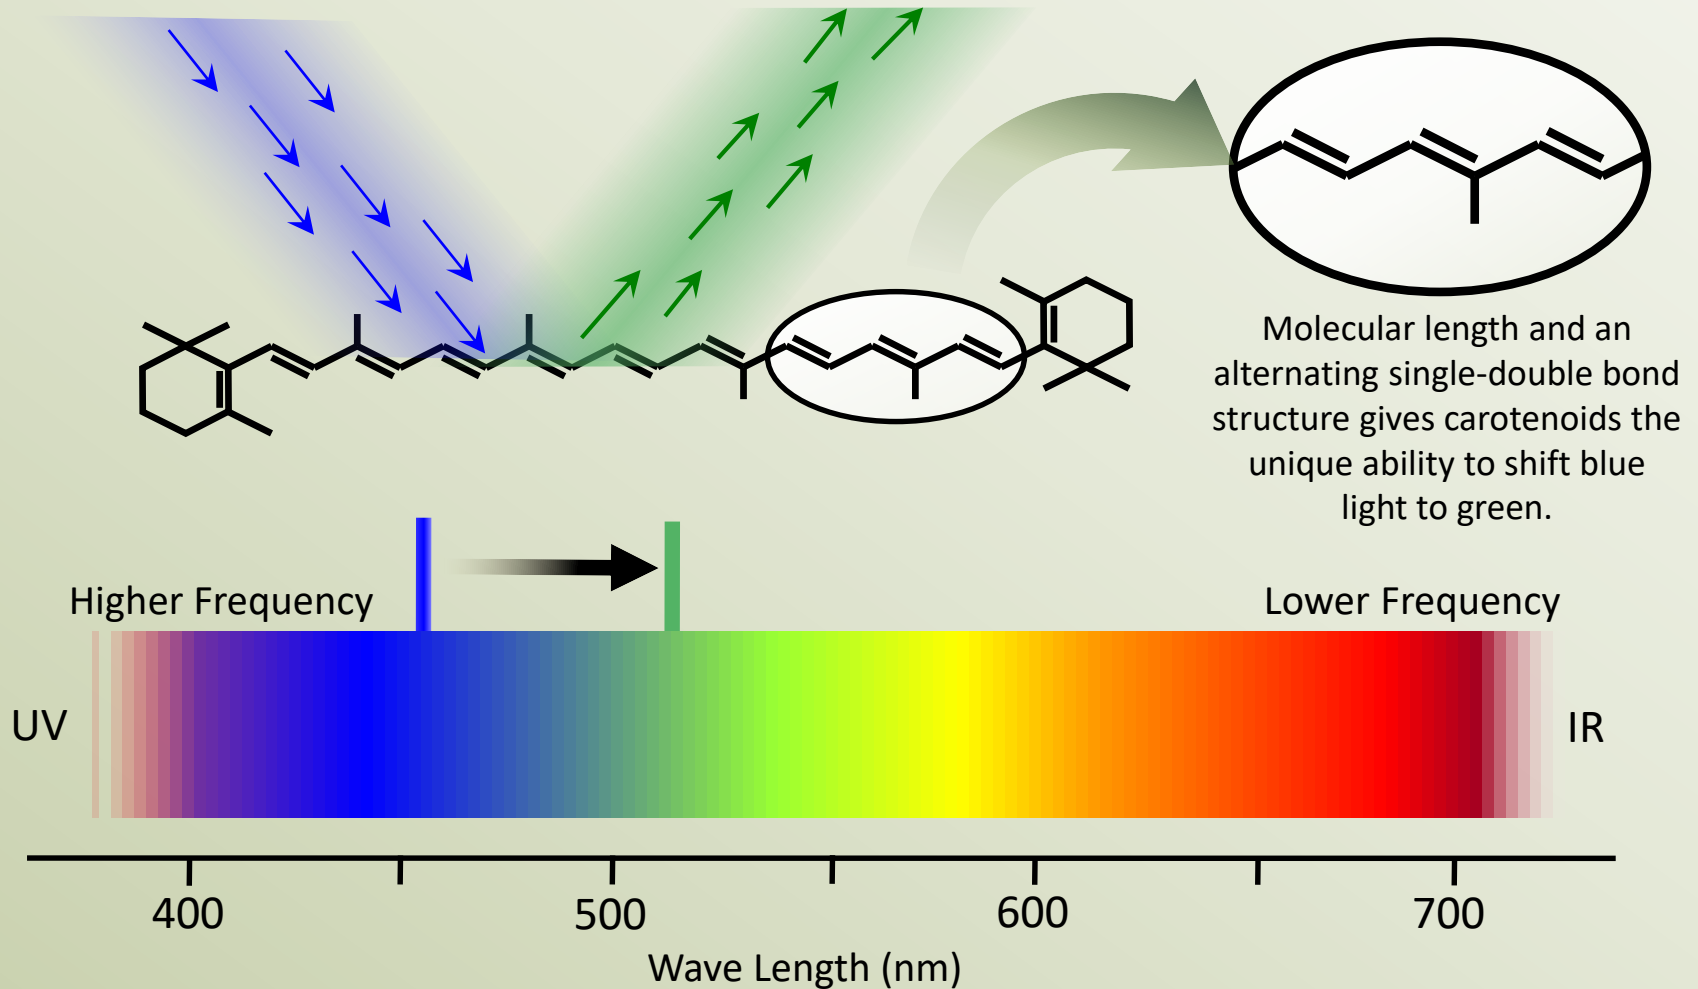 Molecular length and an
alternating single-double bond
structure gives carotenoids the
unique ability to shift blue
light to green.
Higher Frequency
Lower Frequency
UV
IR
400
500
600
700
Wave Length (nm)